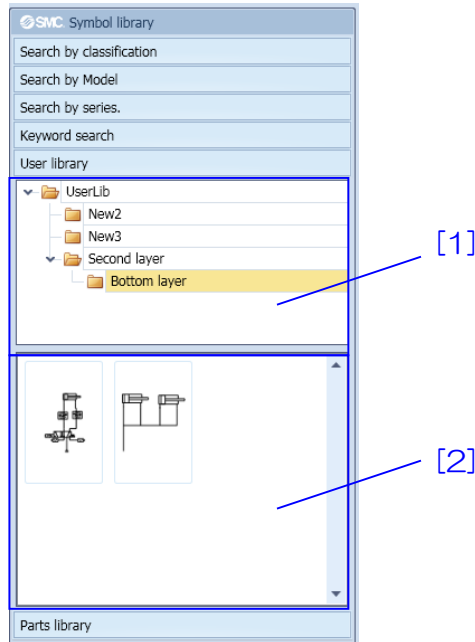 SMC Symbol library
Search by classification
Search by Model
Search by series.
Keyword search
User library
UserLib
New2
New3
Second layer
Bottom layer
[1]
[2]
Parts library